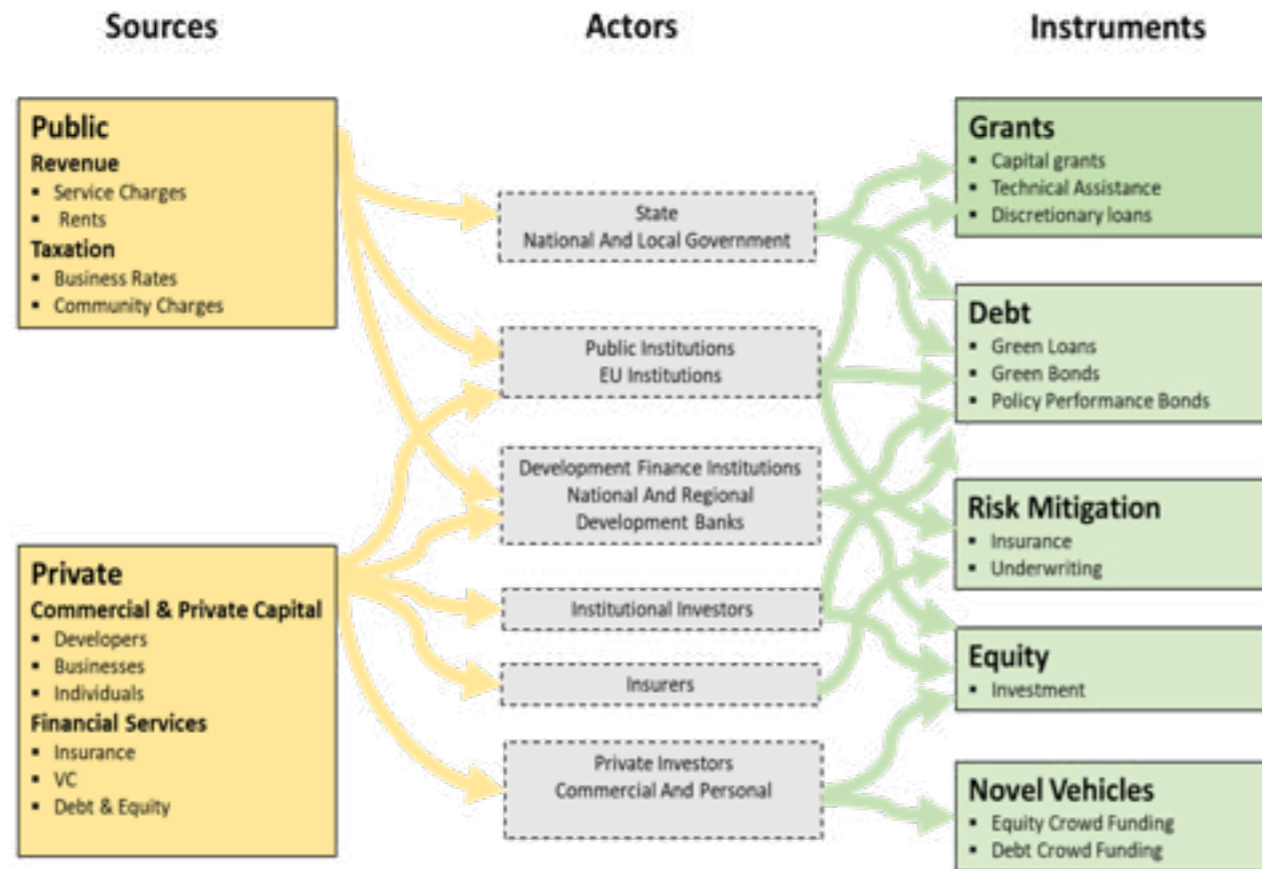 Sources
Actors
Instruments
Public
Revenue
▪ Service Charges
▪ Rents
Taxation
▪ Business Rates
▪ Community Charges
Private
Commercial & Private Capital
▪ Developers
▪ Businesses
▪ Individuals
Financial Services
▪ Insurance
▪ VC
▪ Debt & Equity
State
National And Local Government
Public Institutions
EU Institutions
Development Finance Institutions
National And Regional
Development Banks
Institutional Investors
Insurers
Private Investors
Commercial And Personal
Grants
▪ Capital grants
▪ Technical Assistance
▪ Discretionary loans
Debt
▪ Green Loans
▪ Green Bonds
▪ Policy Performance Bonds
Risk Mitigation
▪ Insurance
▪ Underwriting
Equity
▪ Investment
Novel Vehicles
▪ Equity Crowd Funding
▪ Debt Crowd Funding